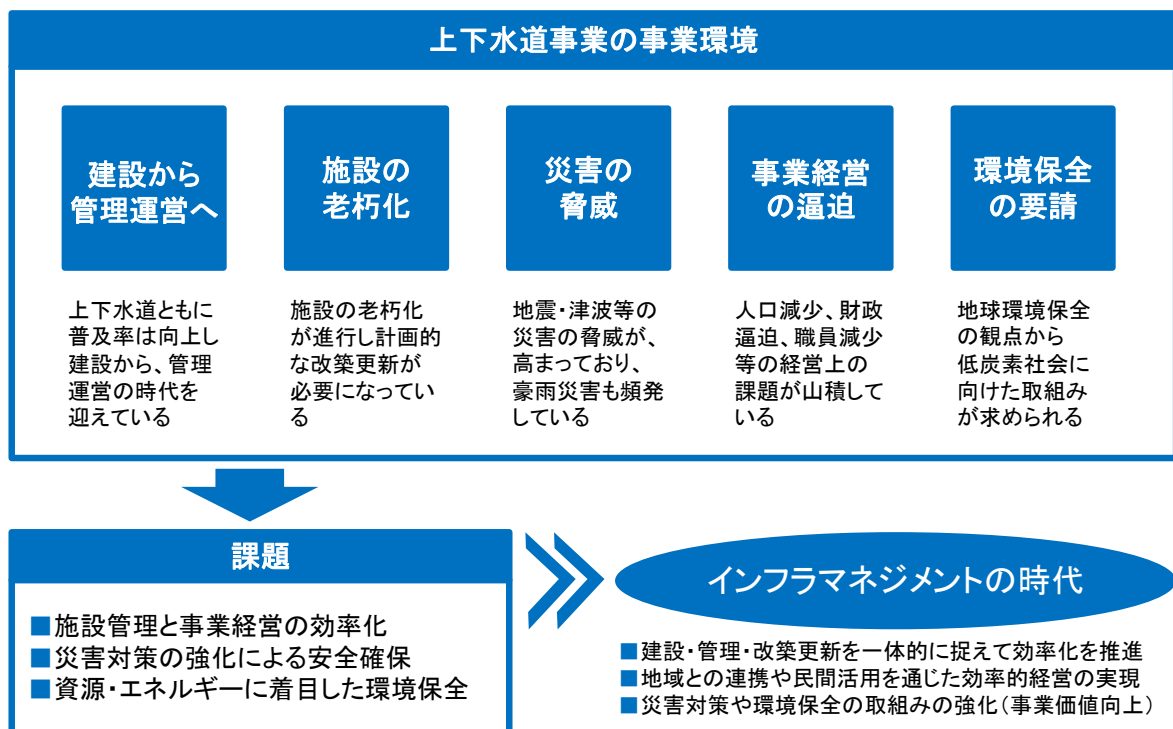 上下水道事業の事業環境
建設から
管理運営へ
施設の
老朽化
災害の
脅威
事業経営
の逼迫
環境保全
の要請
上下水道ともに
普及率は向上し
建設から、管理
運営の時代を
迎えている
施設の老朽化
が進行し計画的
な改築更新が
必要になってい
る
地震・津波等の
災害の脅威が、
高まっており、
豪雨災害も頻発
している
人口減少、財政
逼迫、職員減少
等の経営上の
課題が山積して
いる
地球環境保全
の観点から
低炭素社会に
向けた取組み
が求められる
課題
■施設管理と事業経営の効率化
■災害対策の強化による安全確保
■資源・エネルギーに着目した環境保全
インフラマネジメントの時代
■建設・管理・改築更新を一体的に捉えて効率化を推進
■地域との連携や民間活用を通じた効率的経営の実現
■災害対策や環境保全の取組みの強化(事業価値向上)